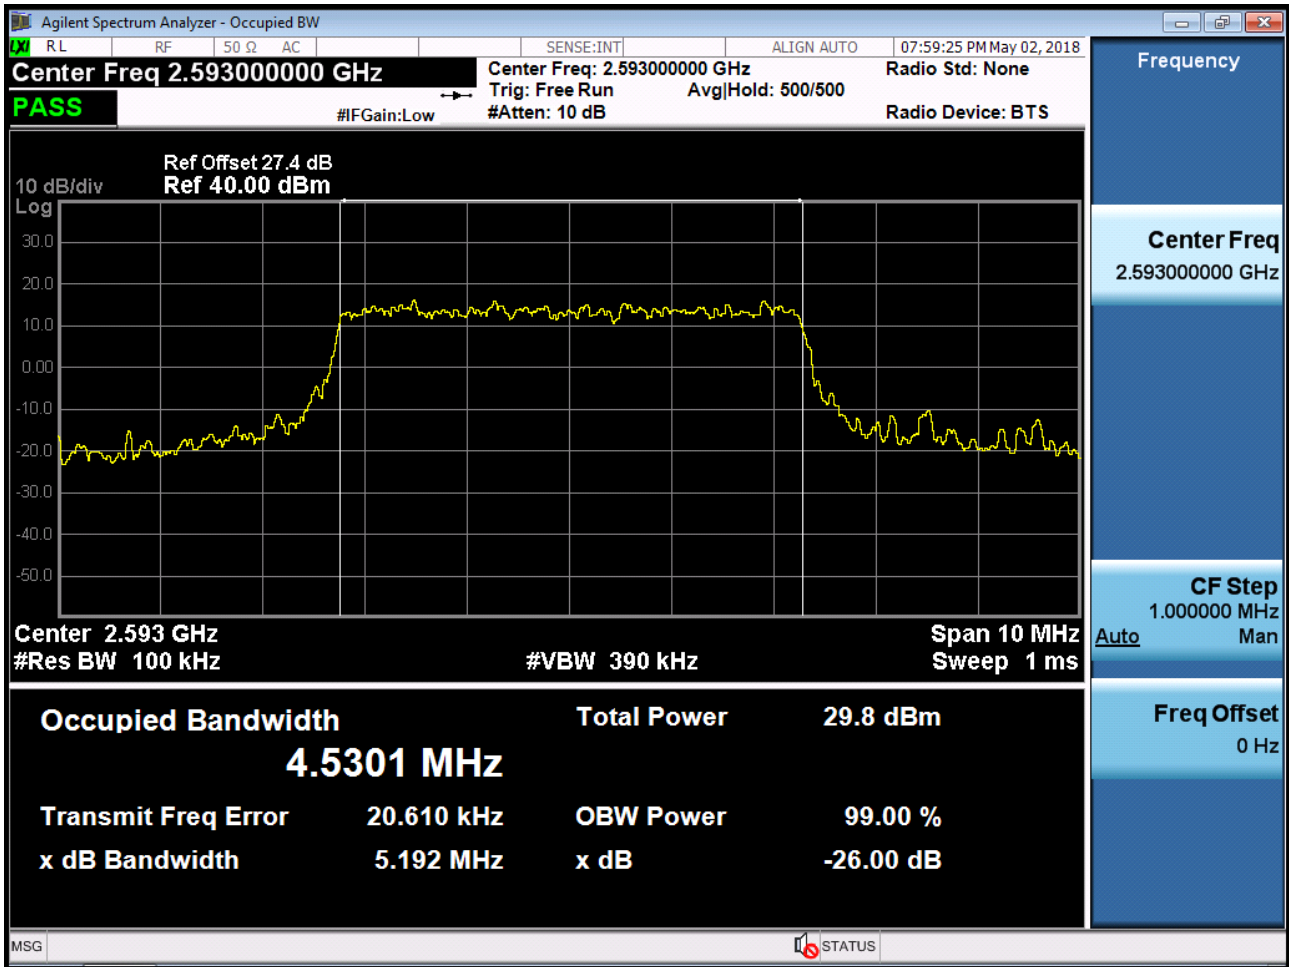 Agilent Spectrum Analyzer - Occupied BW
LXI RL RF 50 Ω AC SENSE:INT ALIGN AUTO 07:59:25 PM May 02, 2018
Center Freq 2.593000000 GHz
Center Freq: 2.593000000 GHz
Radio Std: None
Trig: Free Run Avg|Hold: 500/500
PASS
#IFGain:Low
#Atten: 10 dB
Radio Device: BTS
Ref Offset 27.4 dB
10 dB/div Ref 40.00 dBm
Log
30.0
20.0
10.0
0.00
-10.0
-20.0
-30.0
-40.0
-50.0
Center 2.593 GHz Span 10 MHz
#Res BW 100 kHz #VBW 390 kHz Sweep 1 ms
Occupied Bandwidth Total Power 29.8 dBm
4.5301 MHz
Transmit Freq Error 20.610 kHz OBW Power 99.00 %
x dB Bandwidth 5.192 MHz x dB -26.00 dB
Frequency
Center Freq
2.593000000 GHz
CF Step
1.000000 MHz
Auto Man
Freq Offset
0 Hz
MSG STATUS